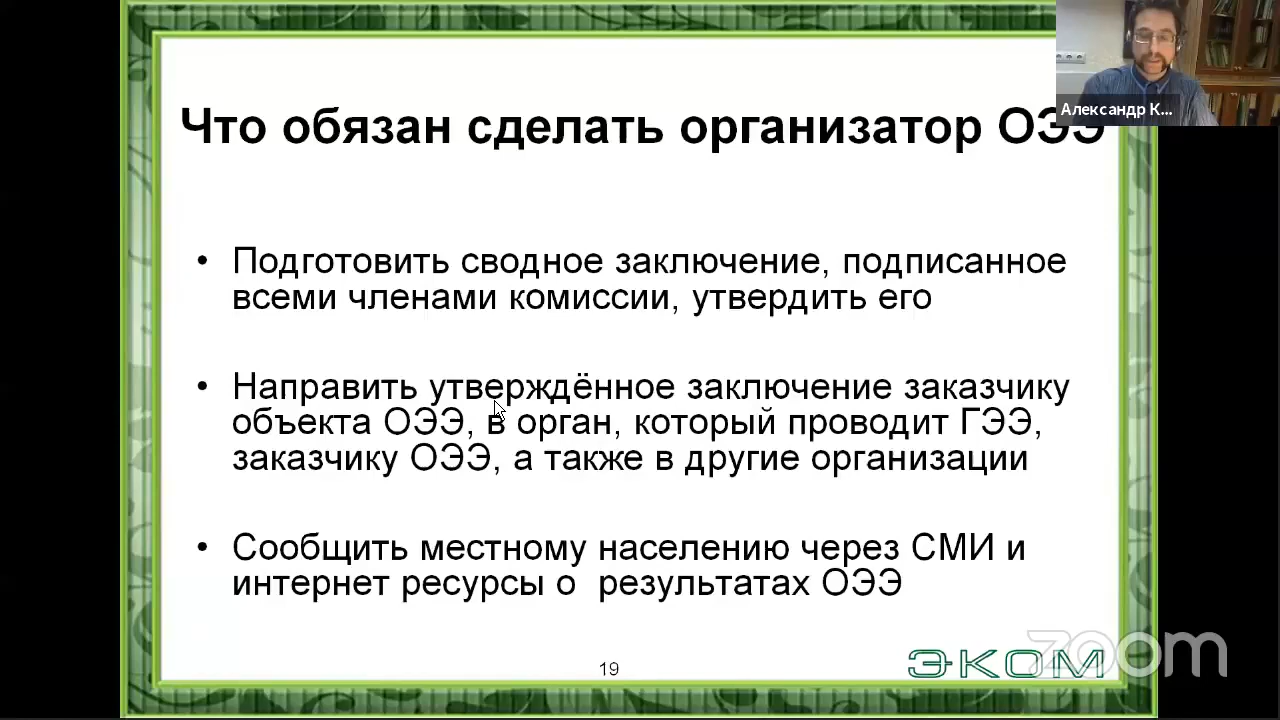 Что обязан сделать организатор ОЭЭ
Александр К...
• Подготовить сводное заключение, подписанное
всеми членами комиссии, утвердить его
• Направить утверждённое заключение заказчику
объекта ОЭЭ, в орган, который проводит ГЭЭ,
заказчику ОЭЭ, а также в другие организации
• Сообщить местному населению через СМИ и
интернет ресурсы о результатах ОЭЭ
19
ЭКОМ
zoom